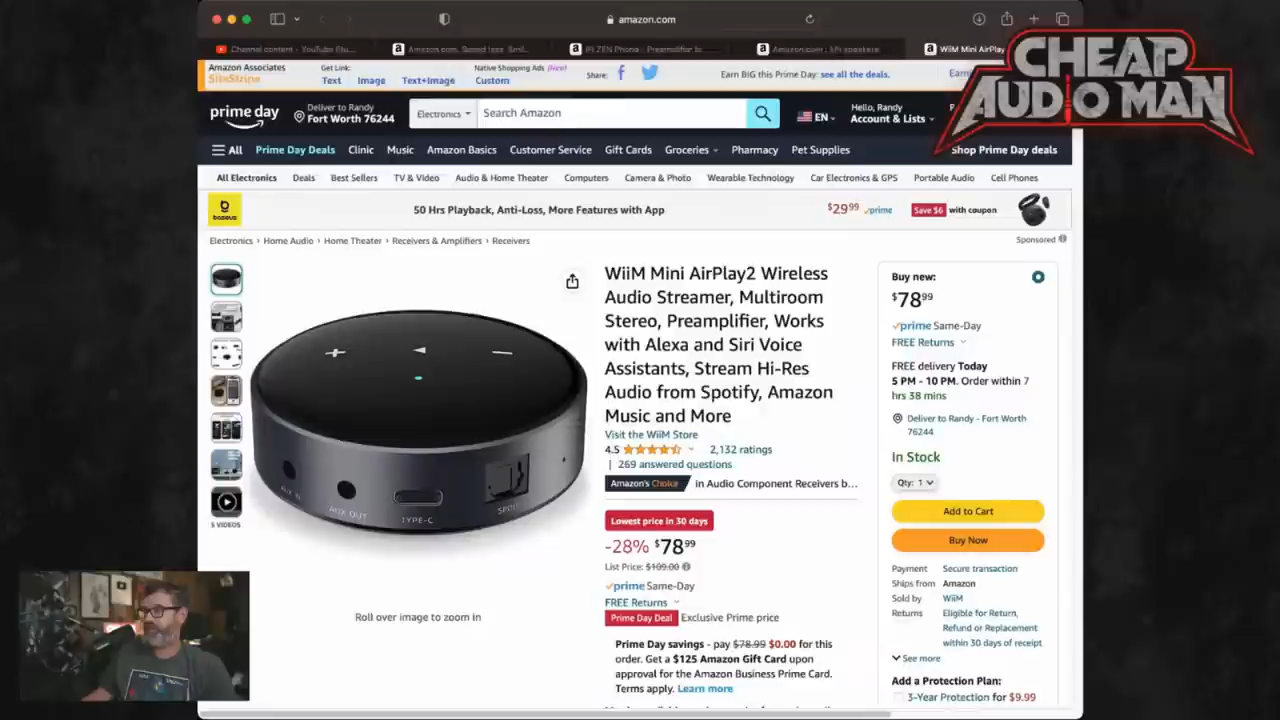 amazon.com
Channel content - YouTube Stu...
WiiM Mini AirPlay
CHEAP
AUDIO MAN
Amazon Associates
SiteStripe
Get Link:
Text
Image
Text+Image
Native Shopping Ads (New)
Custom
Share:
Earn BIG this Prime Day: see all the deals.
Earn
prime day
Deliver to Randy
Fort Worth 76244
Electronics
Search Amazon
EN
Hello, Randy
Account & Lists
All
Prime Day Deals
Clinic
Music
Amazon Basics
Customer Service
Gift Cards
Groceries
Pharmacy
Pet Supplies
Shop Prime Day deals
All Electronics
Deals
Best Sellers
TV & Video
Audio & Home Theater
Computers
Camera & Photo
Wearable Technology
Car Electronics & GPS
Portable Audio
Cell Phones
baseus
50 Hrs Playback, Anti-Loss, More Features with App
$29.99 prime
Save $6 with coupon
Electronics › Home Audio › Home Theater › Receivers & Amplifiers › Receivers
Sponsored
5 VIDEOS
AUX IN
AUX OUT
TYPE-C
Roll over image to zoom in
WiiM Mini AirPlay2 Wireless
Audio Streamer, Multiroom
Stereo, Preamplifier, Works
with Alexa and Siri Voice
Assistants, Stream Hi-Res
Audio from Spotify, Amazon
Music and More
Visit the WiiM Store
4.5 2,132 ratings
| 269 answered questions
Amazon's Choice in Audio Component Receivers b...
Lowest price in 30 days
-28% $78.99
List Price: $109.00
prime Same-Day
FREE Returns
Prime Day Deal Exclusive Prime price
Prime Day savings - pay $78.99 $0.00 for this
order. Get a $125 Amazon Gift Card upon
approval for the Amazon Business Prime Card.
Terms apply. Learn more
Buy new:
$78.99
prime Same-Day
FREE Returns
FREE delivery Today
5 PM - 10 PM. Order within 7
hrs 38 mins
Deliver to Randy - Fort Worth
76244
In Stock
Qty: 1
Add to Cart
Buy Now
Payment Secure transaction
Ships from Amazon
Sold by WiiM
Returns Eligible for Return,
Refund or Replacement
within 30 days of receipt
See more
Add a Protection Plan:
3-Year Protection for $9.99